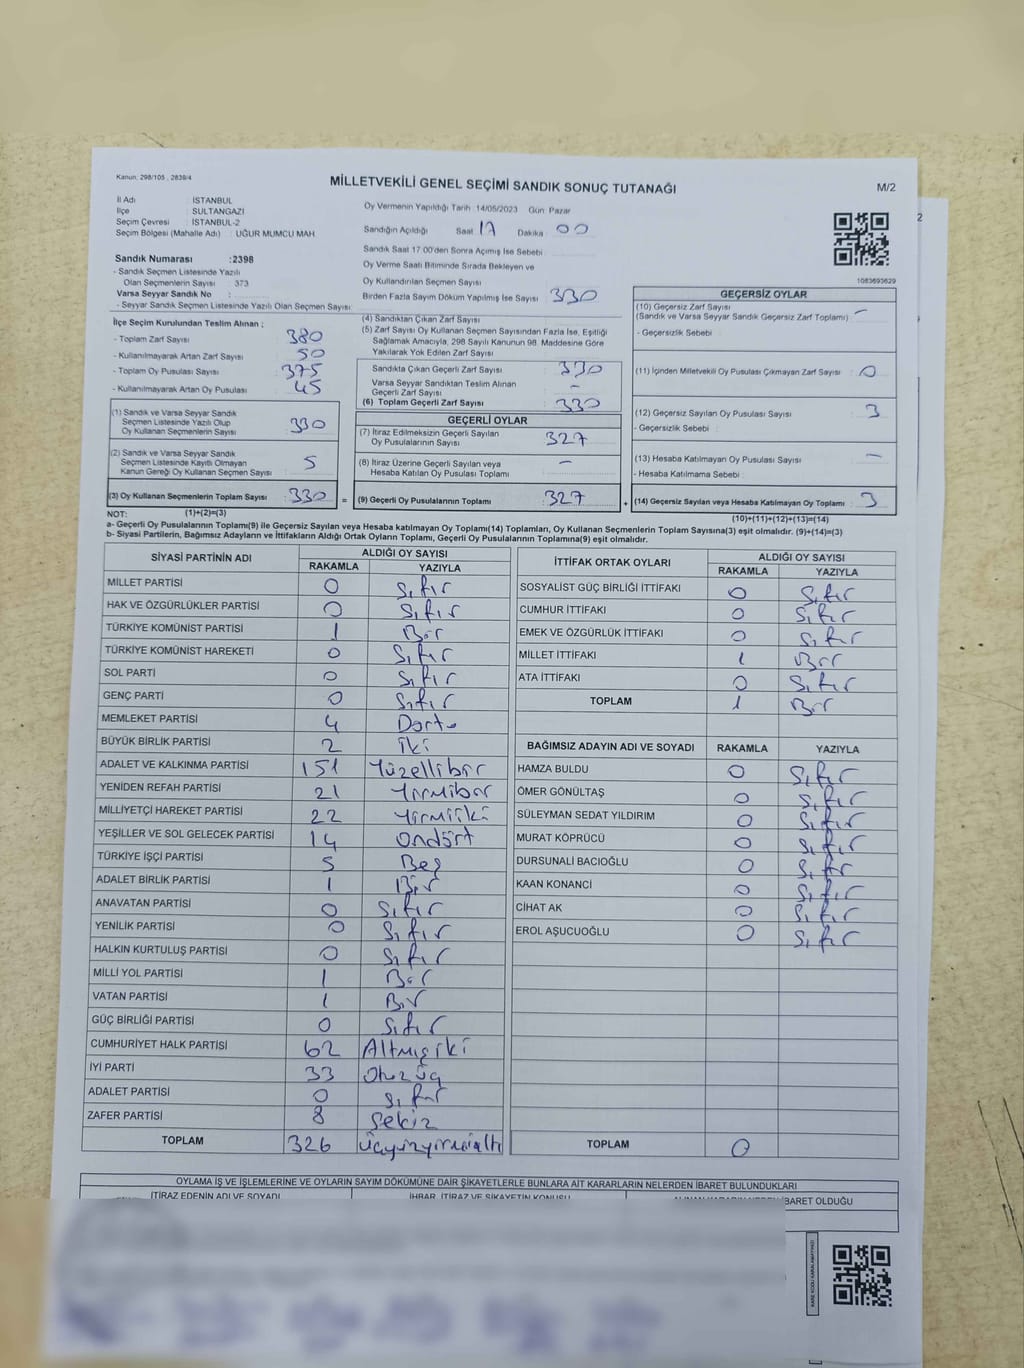 Kanun: 298/105 , 2839/4
MİLLETVEKİLİ GENEL SEÇİMİ SANDIK SONUÇ TUTANAĞI
M/2
2
İl Adı : İSTANBUL
İlçe : SULTANGAZİ
Seçim Çevresi : İSTANBUL-2
Seçim Bölgesi (Mahalle Adı) : UĞUR MUMCU MAH.
Oy Vermenin Yapıldığı Tarih :14/05/2023 Gün: Pazar
Sandığın Açıldığı Saat 17 Dakika : 00
Sandık Saat 17:00'den Sonra Açılmış İse Sebebi :
Oy Verme Saati Bitiminde Sırada Bekleyen ve
Oy Kullandırılan Seçmen Sayısı
Birden Fazla Sayım Döküm Yapılmış İse Sayısı : 330
Sandık Numarası :2398
- Sandık Seçmen Listesinde Yazılı
Olan Seçmenlerin Sayısı : 373
Varsa Seyyar Sandık No :
- Seyyar Sandık Seçmen Listesinde Yazılı Olan Seçmen Sayısı:
1083693629
İlçe Seçim Kurulundan Teslim Alınan ;
- Toplam Zarf Sayısı : 380
- Kullanılmayarak Artan Zarf Sayısı : 50
- Toplam Oy Pusulası Sayısı : 375
- Kullanılmayarak Artan Oy Pusulası : 45
(4) Sandıktan Çıkan Zarf Sayısı :
(5) Zarf Sayısı Oy Kullanan Seçmen Sayısından Fazla İse, Eşitliği
Sağlamak Amacıyla, 298 Sayılı Kanunun 98. Maddesine Göre
Yakılarak Yok Edilen Zarf Sayısı
Sandıkta Çıkan Geçerli Zarf Sayısı : 330
Varsa Seyyar Sandıktan Teslim Alınan
Geçerli Zarf Sayısı : -
(6) Toplam Geçerli Zarf Sayısı : 330
GEÇERSİZ OYLAR
(10) Geçersiz Zarf Sayısı
(Sandık ve Varsa Seyyar Sandık Geçersiz Zarf Toplamı) : -
- Geçersizlik Sebebi :
(11) İçinden Milletvekili Oy Pusulası Çıkmayan Zarf Sayısı : 0
(12) Geçersiz Sayılan Oy Pusulası Sayısı : 3
- Geçersizlik Sebebi :
(13) Hesaba Katılmayan Oy Pusulası Sayısı : -
- Hesaba Katılmama Sebebi :
(1) Sandık ve Varsa Seyyar Sandık
Seçmen Listesinde Yazılı Olup
Oy Kullanan Seçmenlerin Sayısı : 330
(2) Sandık ve Varsa Seyyar Sandık
Seçmen Listesinde Kayıtlı Olmayan
Kanun Gereği Oy Kullanan Seçmen Sayısı : 5
GEÇERLİ OYLAR
(7) İtiraz Edilmeksizin Geçerli Sayılan
Oy Pusulalarının Sayısı : 327
(8) İtiraz Üzerine Geçerli Sayılan veya
Hesaba Katılan Oy Pusulası Toplamı : -
(3) Oy Kullanan Seçmenlerin Toplam Sayısı : 330 = (9) Geçerli Oy Pusulalarının Toplamı : 327 + (14) Geçersiz Sayılan veya Hesaba Katılmayan Oy Toplamı : 3
NOT: (1)+(2)=(3) (10)+(11)+(12)+(13)=(14)
a- Geçerli Oy Pusulalarının Toplamı(9) ile Geçersiz Sayılan veya Hesaba katılmayan Oy Toplamı(14) Toplamları, Oy Kullanan Seçmenlerin Toplam Sayısına(3) eşit olmalıdır. (9)+(14)=(3)
b- Siyasi Partilerin, Bağımsız Adayların ve İttifakların Aldığı Ortak Oyların Toplamı, Geçerli Oy Pusulalarının Toplamına(9) eşit olmalıdır.
SİYASİ PARTİNİN ADI ALDIĞI OY SAYISI
RAKAMLA YAZIYLA
MİLLET PARTİSİ 0 Sıfır
HAK VE ÖZGÜRLÜKLER PARTİSİ 0 Sıfır
TÜRKİYE KOMÜNİST PARTİSİ 1 Bir
TÜRKİYE KOMÜNİST HAREKETİ 0 Sıfır
SOL PARTİ 0 Sıfır
GENÇ PARTİ 0 Sıfır
MEMLEKET PARTİSİ 4 Dört
BÜYÜK BİRLİK PARTİSİ 2 iki
ADALET VE KALKINMA PARTİSİ 151 Yüzellibir
YENİDEN REFAH PARTİSİ 21 Yirmibir
MİLLİYETÇİ HAREKET PARTİSİ 22 Yirmiiki
YEŞİLLER VE SOL GELECEK PARTİSİ 14 Ondört
TÜRKİYE İŞÇİ PARTİSİ 5 Beş
ADALET BİRLİK PARTİSİ 1 Bir
ANAVATAN PARTİSİ 0 Sıfır
YENİLİK PARTİSİ 0 Sıfır
HALKIN KURTULUŞ PARTİSİ 0 Sıfır
MİLLİ YOL PARTİSİ 1 Bir
VATAN PARTİSİ 1 Bir
GÜÇ BİRLİĞİ PARTİSİ 0 Sıfır
CUMHURİYET HALK PARTİSİ 62 Altmışiki
İYİ PARTİ 33 Otuzüç
ADALET PARTİSİ 0 Sıfır
ZAFER PARTİSİ 8 Sekiz
TOPLAM 326 Üçyüzyirmialtı
İTTİFAK ORTAK OYLARI ALDIĞI OY SAYISI
RAKAMLA YAZIYLA
SOSYALİST GÜÇ BİRLİĞİ İTTİFAKI 0 Sıfır
CUMHUR İTTİFAKI 0 Sıfır
EMEK VE ÖZGÜRLÜK İTTİFAKI 0 Sıfır
MİLLET İTTİFAKI 1 Bir
ATA İTTİFAKI 0 Sıfır
TOPLAM 1 Bir
BAĞIMSIZ ADAYIN ADI VE SOYADI RAKAMLA YAZIYLA
HAMZA BULDU 0 Sıfır
ÖMER GÖNÜLTAŞ 0 Sıfır
SÜLEYMAN SEDAT YILDIRIM 0 Sıfır
MURAT KÖPRÜCÜ 0 Sıfır
DURSUNALİ BACIOĞLU 0 Sıfır
KAAN KONANCİ 0 Sıfır
CİHAT AK 0 Sıfır
EROL AŞUCUOĞLU 0 Sıfır
TOPLAM 0
OYLAMA İŞ VE İŞLEMLERİNE VE OYLARIN SAYIM DÖKÜMÜNE DAİR ŞİKAYETLERLE BUNLARA AİT KARARLARIN NELERDEN İBARET BULUNDUKLARI
İTİRAZ EDENİN ADI VE SOYADI İHBAR, İTİRAZ VE ŞİKAYETİN KONUSU İBARET OLDUĞU
KARE KODU KARALAMAYINIZ!